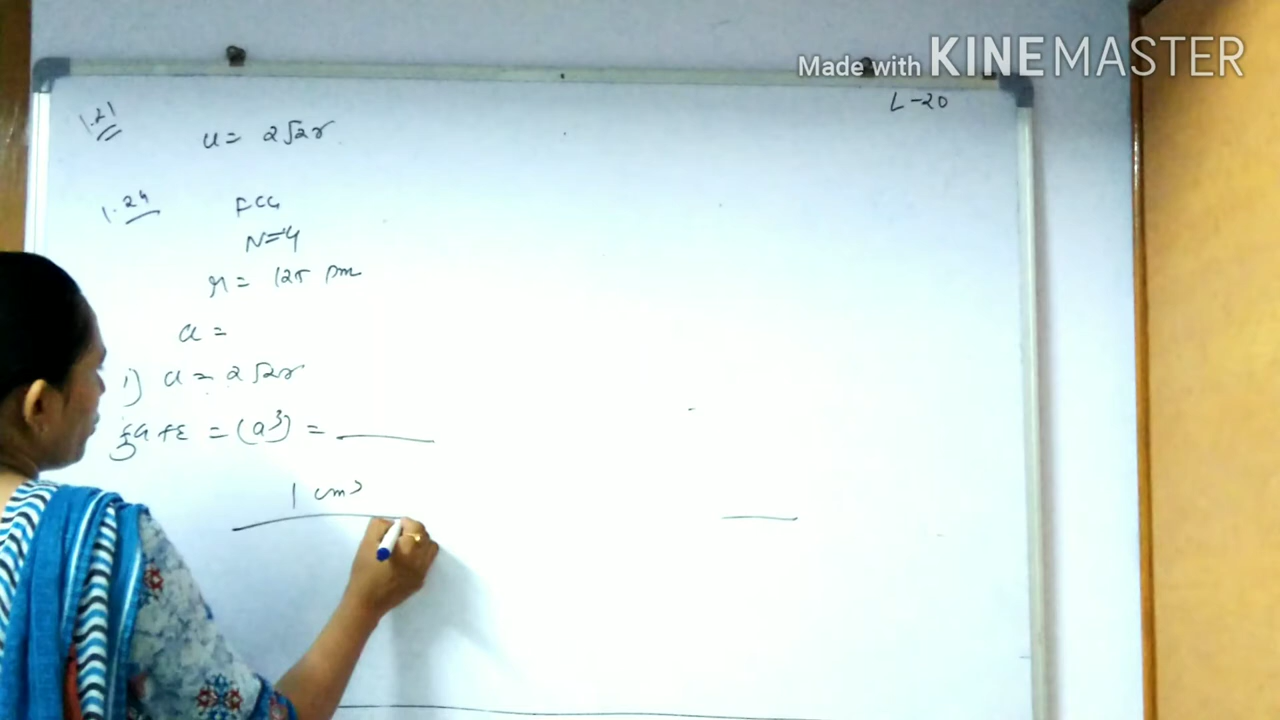 Made with KINEMASTER
L-20
1.21
a = 2√2r
1.24
FCC
N=4
r = 125 pm
a =
i) a = 2√2r
= (a³) =
1 cm³